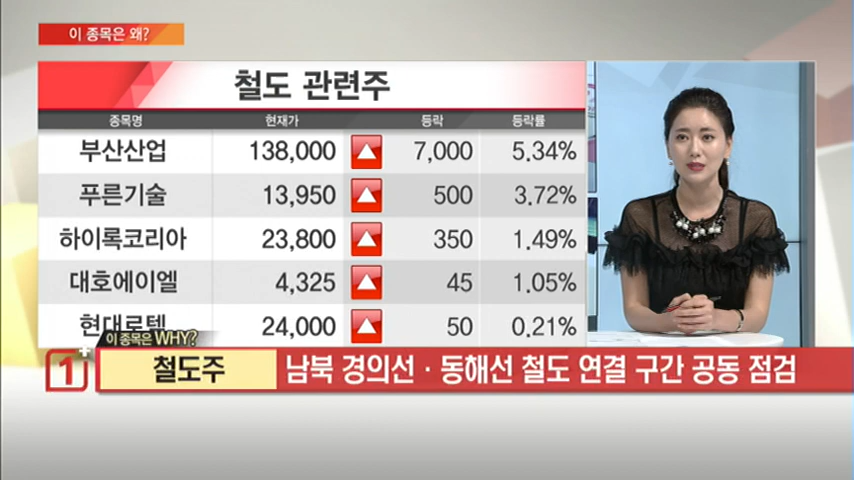 이 종목은 왜?
철도 관련주
종목명 현재가 등락 등락률
부산산업 138,000 ▲ 7,000 5.34%
푸른기술 13,950 ▲ 500 3.72%
하이록코리아 23,800 ▲ 350 1.49%
대호에이엘 4,325 ▲ 45 1.05%
현대로템 24,000 ▲ 50 0.21%
이 종목은 WHY?
1+ 철도주 남북 경의선·동해선 철도 연결 구간 공동 점검